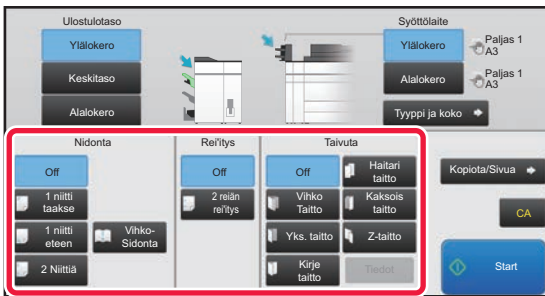 Ulostulotaso
Ylälokero
Keskitaso
Alalokero
Syöttölaite
Ylälokero
Paljas 1
A3
Alalokero
Paljas 1
A3
Tyyppi ja koko
Nidonta
Off
1 niitti
taakse
1 niitti
eteen
Vihko-
Sidonta
2 Niittiä
Rei'itys
Off
2 reiän
rei'itys
Taivuta
Off
Haitari
taitto
Vihko
Taitto
Kaksois
taitto
Yks. taitto
Z-taitto
Kirje
taitto
Tiedot
Kopiota/Sivua
CA
Start